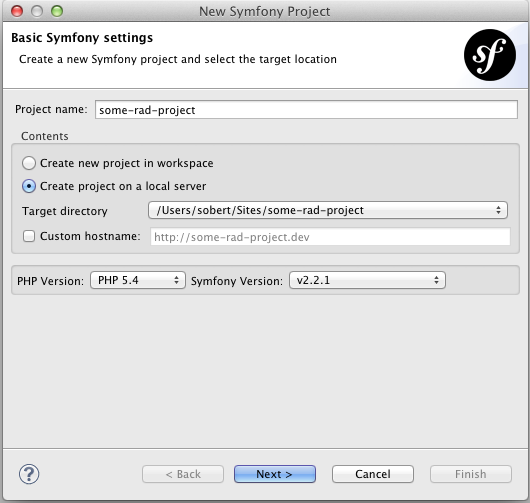 New Symfony Project
Basic Symfony settings
Create a new Symfony project and select the target location
sf
Project name: some-rad-project
Contents
Create new project in workspace
Create project on a local server
Target directory /Users/sobert/Sites/some-rad-project
Custom hostname: http://some-rad-project.dev
PHP Version: PHP 5.4 Symfony Version: v2.2.1
? < Back Next > Cancel Finish